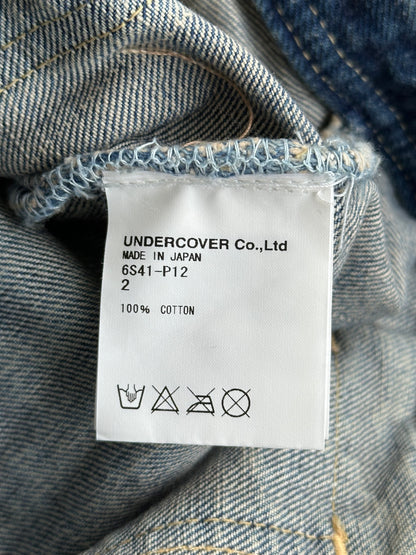 UNDERCOVER Co.,Ltd
MADE IN JAPAN
6S41-P12
2
100% COTTON